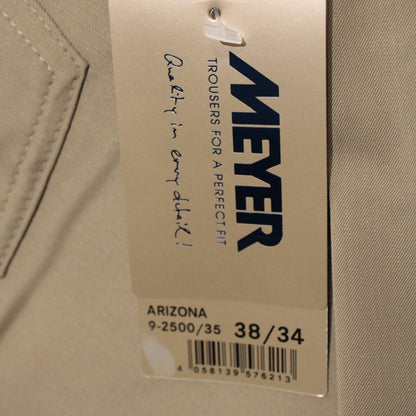 MEYER
TROUSERS FOR A PERFECT FIT
Quality in every detail!
ARIZONA
9-2500/35 38/34
4 058139 576213